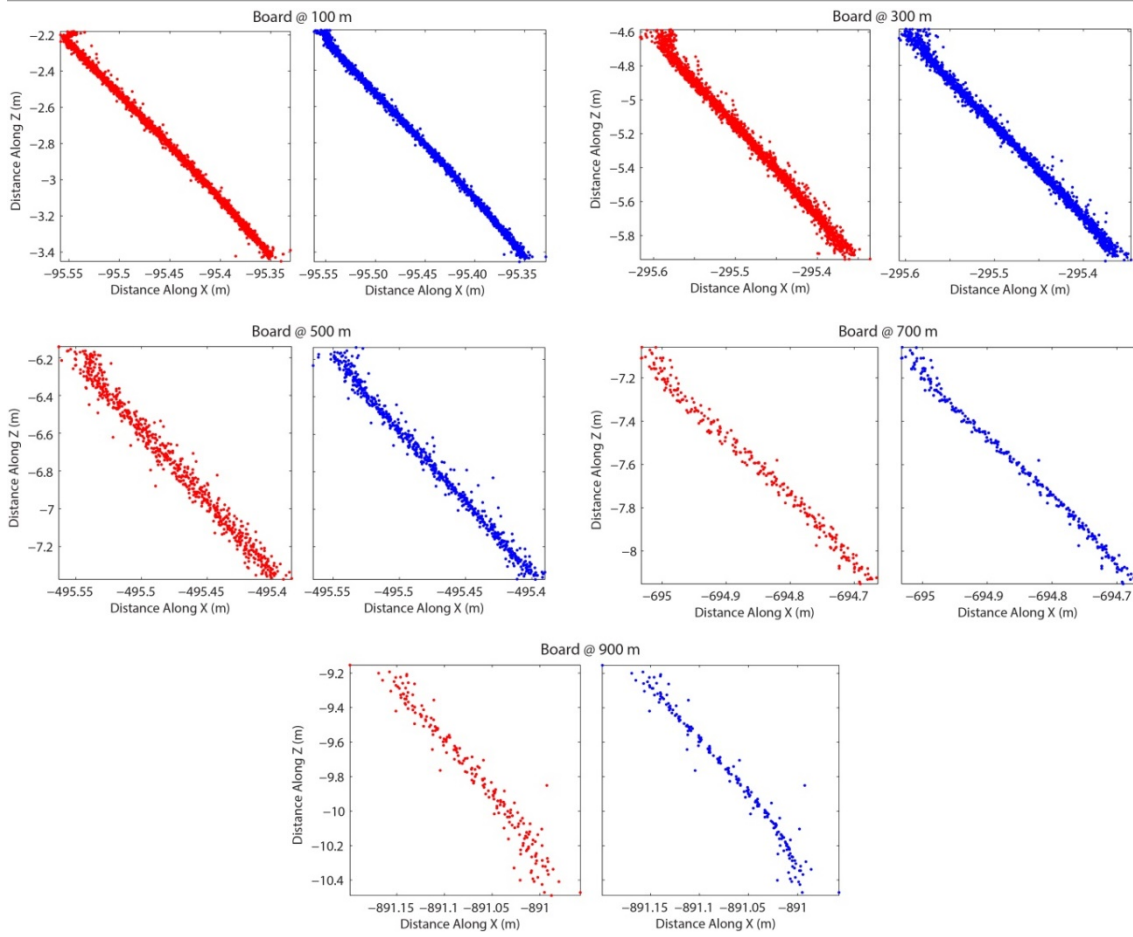 Board @ 100 m
Board @ 300 m
−2.2
−2.4
−2.6
−2.8
−3
−3.2
−3.4
Distance Along Z (m)
−95.55 −95.5 −95.45 −95.4 −95.35
Distance Along X (m)
−95.55 −95.50 −95.45 −95.40 −95.35
Distance Along X (m)
−4.6
−4.8
−5
−5.2
−5.4
−5.6
−5.8
Distance Along Z (m)
−295.6 −295.5 −295.4
Distance Along X (m)
−295.6 −295.5 −295.4
Distance Along X (m)
Board @ 500 m
Board @ 700 m
−6.2
−6.4
−6.6
−6.8
−7
−7.2
Distance Along Z (m)
−495.55 −495.5 −495.45 −495.4
Distance Along X (m)
−495.55 −495.5 −495.45 −495.4
Distance Along X (m)
−7.2
−7.4
−7.6
−7.8
−8
Distance Along Z (m)
−695 −694.9 −694.8 −694.7
Distance Along X (m)
−695 −694.9 −694.8 −694.7
Distance Along X (m)
Board @ 900 m
−9.2
−9.4
−9.6
−9.8
−10
−10.2
−10.4
Distance Along Z (m)
−891.15 −891.1 −891.05 −891
Distance Along X (m)
−891.15 −891.1 −891.05 −891
Distance Along X (m)